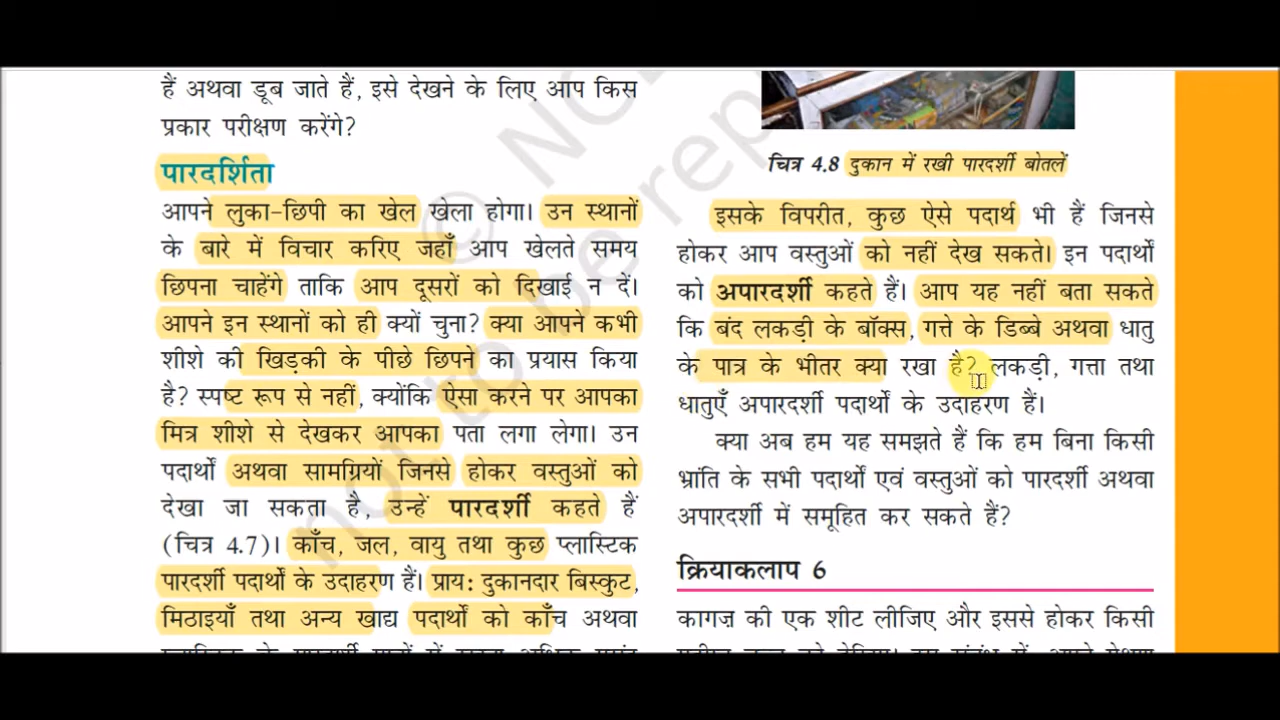 हैं अथवा डूब जाते हैं, इसे देखने के लिए आप किस
प्रकार परीक्षण करेंगे?
पारदर्शिता
आपने लुका-छिपी का खेल खेला होगा। उन स्थानों
के बारे में विचार करिए जहाँ आप खेलते समय
छिपना चाहेंगे ताकि आप दूसरों को दिखाई न दें।
आपने इन स्थानों को ही क्यों चुना? क्या आपने कभी
शीशे की खिड़की के पीछे छिपने का प्रयास किया
है? स्पष्ट रूप से नहीं, क्योंकि ऐसा करने पर आपका
मित्र शीशे से देखकर आपका पता लगा लेगा। उन
पदार्थों अथवा सामग्रियों जिनसे होकर वस्तुओं को
देखा जा सकता है, उन्हें पारदर्शी कहते हैं
(चित्र 4.7)। काँच, जल, वायु तथा कुछ प्लास्टिक
पारदर्शी पदार्थों के उदाहरण हैं। प्राय: दुकानदार बिस्कुट,
मिठाइयाँ तथा अन्य खाद्य पदार्थों को काँच अथवा
चित्र 4.8 दुकान में रखी पारदर्शी बोतलें
इसके विपरीत, कुछ ऐसे पदार्थ भी हैं जिनसे
होकर आप वस्तुओं को नहीं देख सकते। इन पदार्थों
को अपारदर्शी कहते हैं। आप यह नहीं बता सकते
कि बंद लकड़ी के बॉक्स, गत्ते के डिब्बे अथवा धातु
के पात्र के भीतर क्या रखा है? लकड़ी, गत्ता तथा
धातुएँ अपारदर्शी पदार्थों के उदाहरण हैं।
क्या अब हम यह समझते हैं कि हम बिना किसी
भ्रांति के सभी पदार्थों एवं वस्तुओं को पारदर्शी अथवा
अपारदर्शी में समूहित कर सकते हैं?
क्रियाकलाप 6
कागज़ की एक शीट लीजिए और इससे होकर किसी
© NC
not to be rep